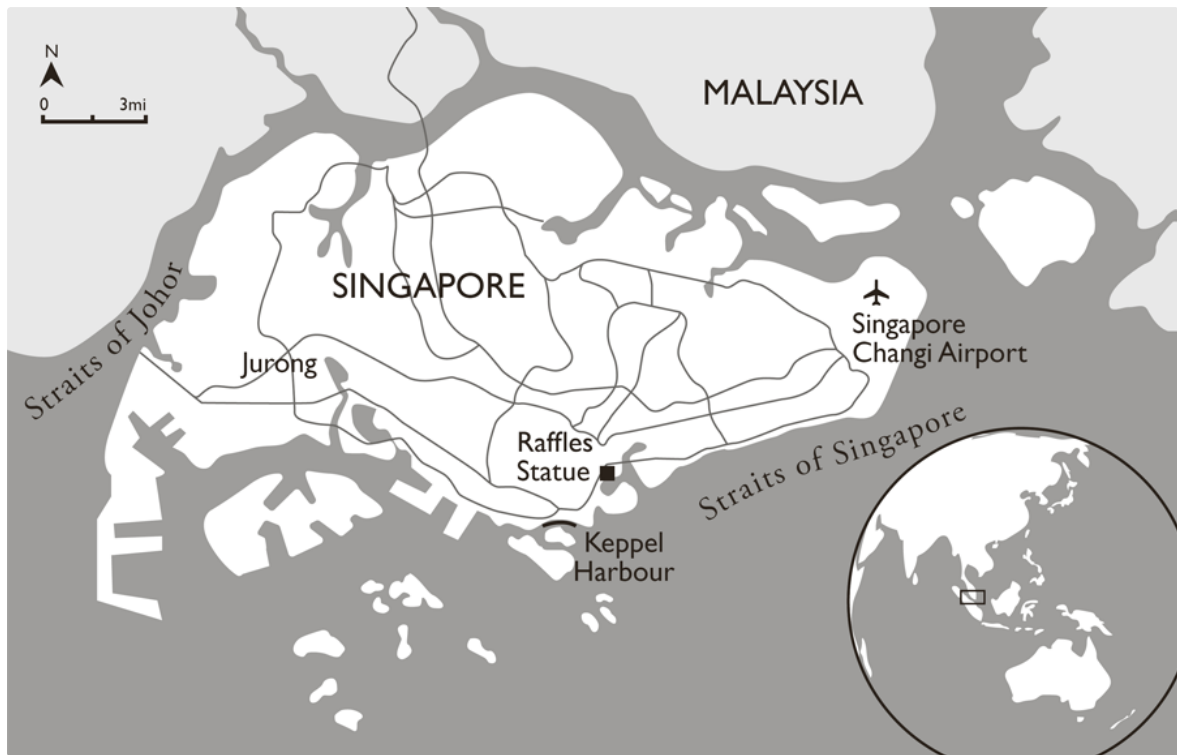 N
0 3mi
MALAYSIA
SINGAPORE
Straits of Johor
Singapore
Changi Airport
Jurong
Raffles
Statue
Straits of Singapore
Keppel
Harbour